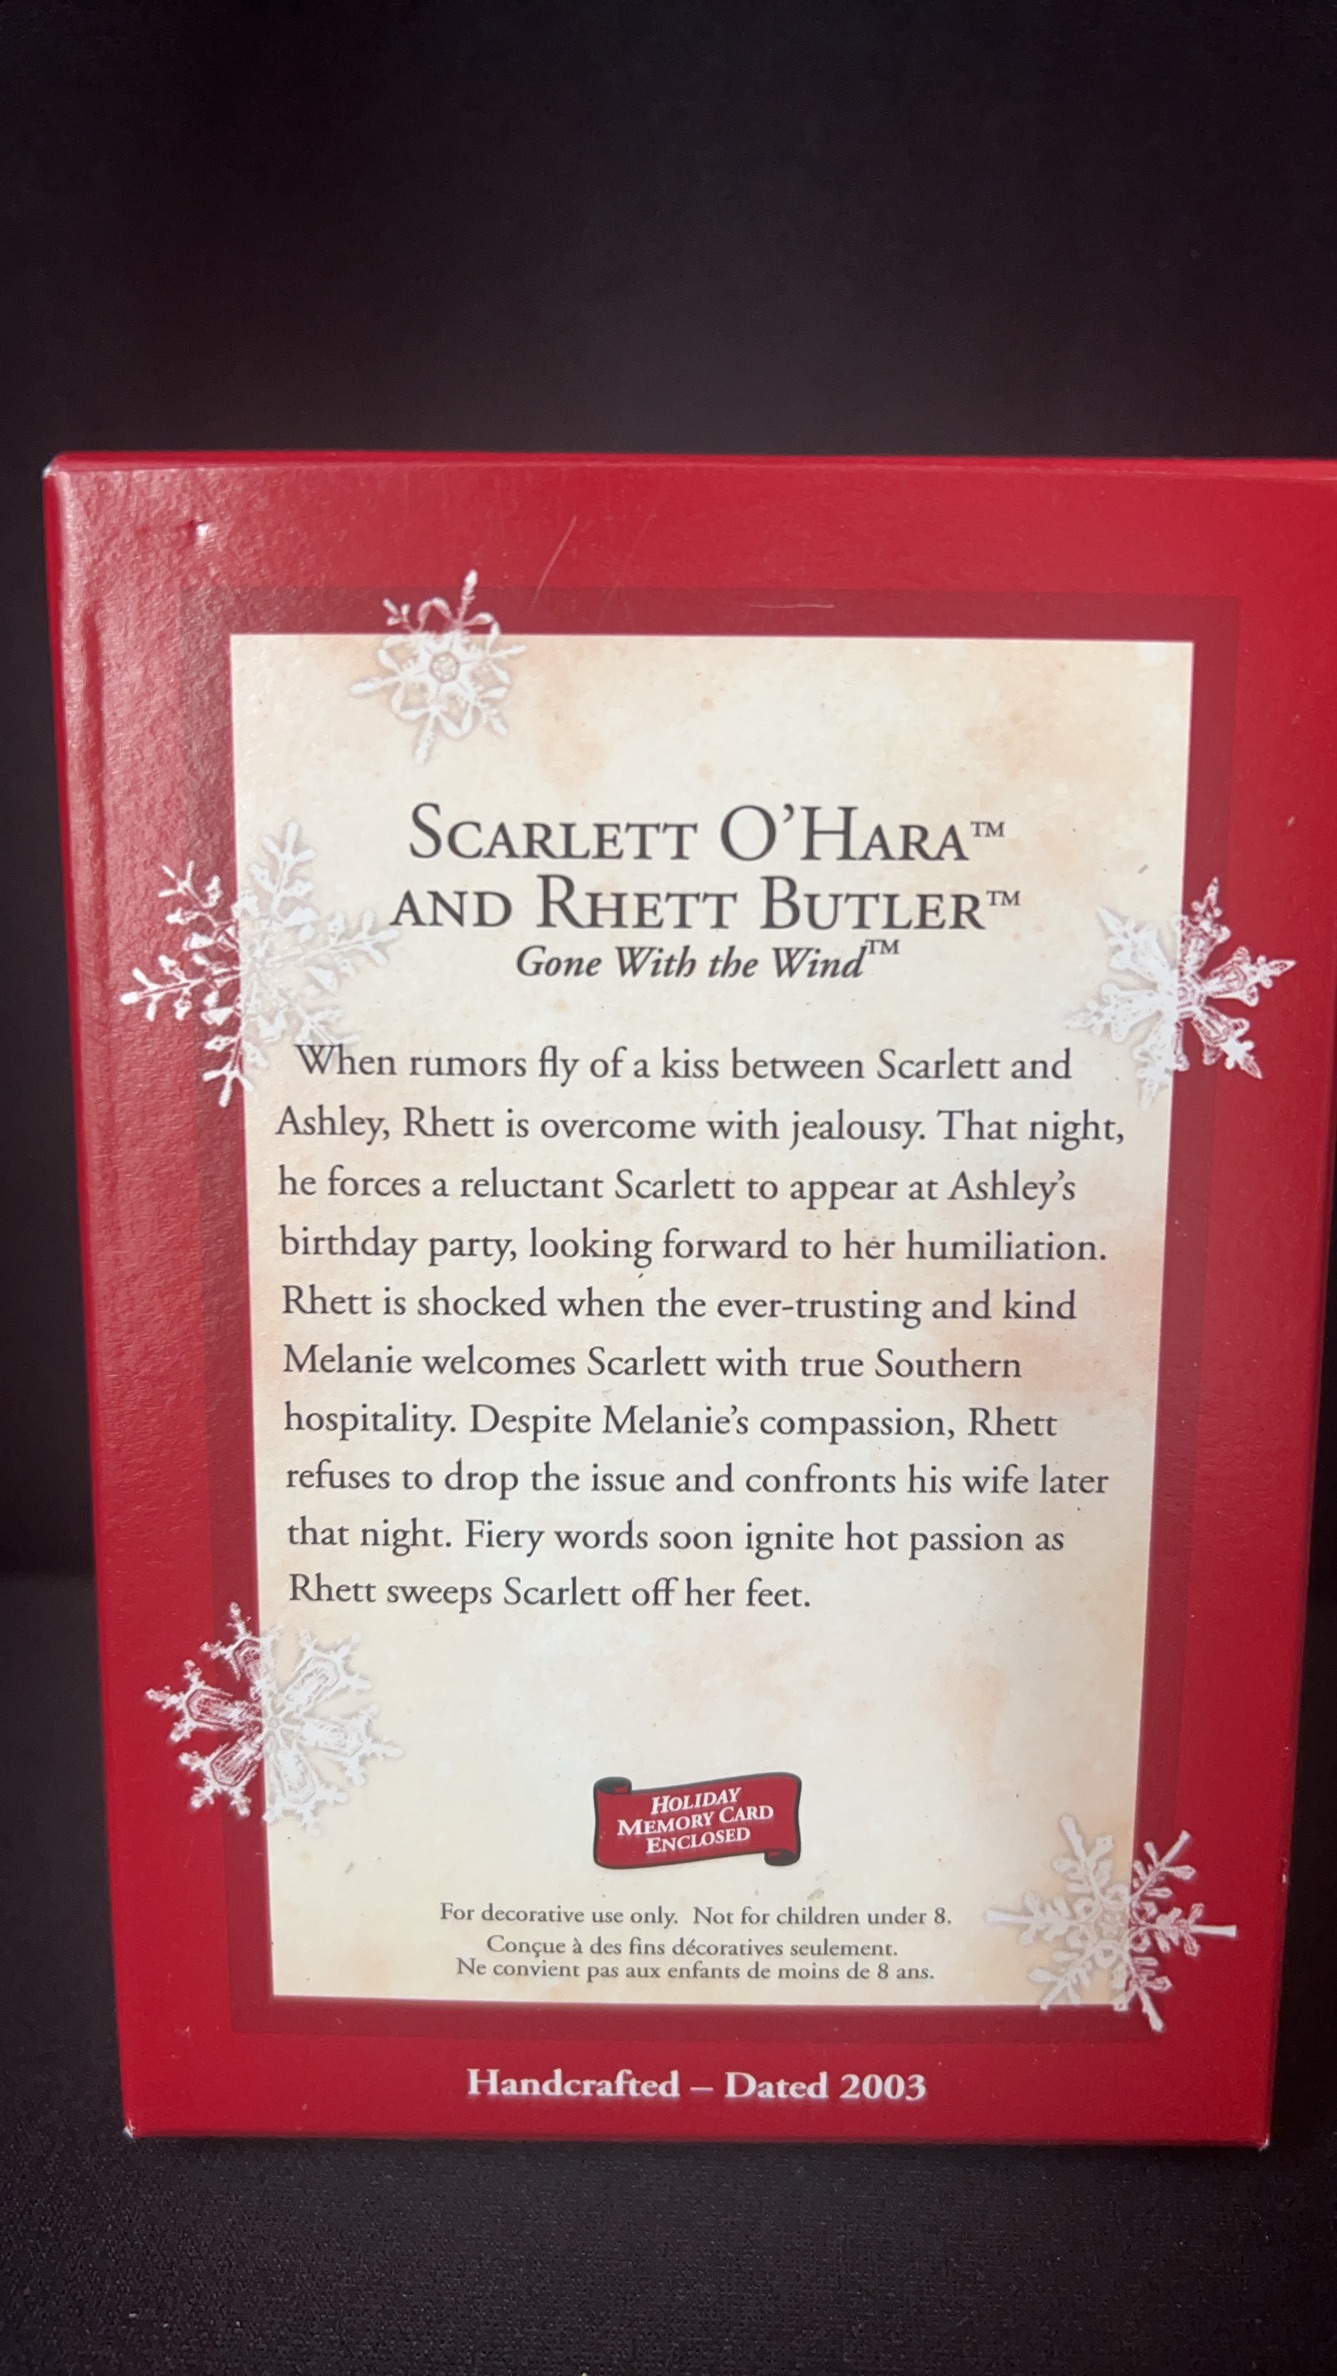 SCARLETT O'HARA™
AND RHETT BUTLER™
Gone With the Wind™
When rumors fly of a kiss between Scarlett and
Ashley, Rhett is overcome with jealousy. That night,
he forces a reluctant Scarlett to appear at Ashley's
birthday party, looking forward to her humiliation.
Rhett is shocked when the ever-trusting and kind
Melanie welcomes Scarlett with true Southern
hospitality. Despite Melanie's compassion, Rhett
refuses to drop the issue and confronts his wife later
that night. Fiery words soon ignite hot passion as
Rhett sweeps Scarlett off her feet.
HOLIDAY
MEMORY CARD
ENCLOSED
For decorative use only. Not for children under 8.
Conçue à des fins décoratives seulement.
Ne convient pas aux enfants de moins de 8 ans.
Handcrafted – Dated 2003